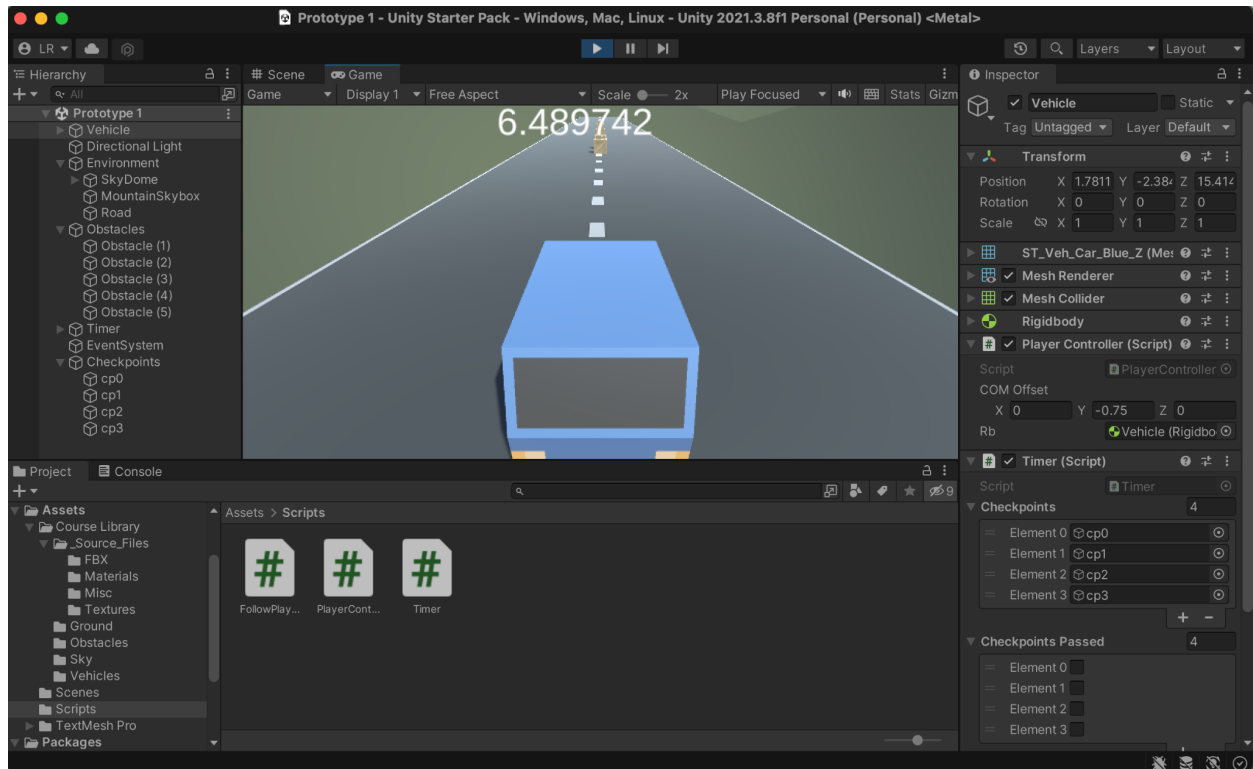 Prototype 1 - Unity Starter Pack - Windows, Mac, Linux - Unity 2021.3.8f1 Personal (Personal) <Metal>
LR
Layers
Layout
Hierarchy
All
Prototype 1
Vehicle
Directional Light
Environment
SkyDome
MountainSkybox
Road
Obstacles
Obstacle (1)
Obstacle (2)
Obstacle (3)
Obstacle (4)
Obstacle (5)
Timer
EventSystem
Checkpoints
cp0
cp1
cp2
cp3
# Scene
Game
Game
Display 1
Free Aspect
Scale
2x
Play Focused
Stats
Gizm
6.489742
Inspector
Vehicle
Static
Tag Untagged Layer Default
Transform
Position X 1.7811 Y -2.384 Z 15.414
Rotation X 0 Y 0 Z 0
Scale X 1 Y 1 Z 1
ST_Veh_Car_Blue_Z (Mes
Mesh Renderer
Mesh Collider
Rigidbody
# Player Controller (Script)
Script # PlayerController
COM Offset
X 0 Y -0.75 Z 0
Rb Vehicle (Rigidbo
# Timer (Script)
Script # Timer
Checkpoints 4
= Element 0 cp0
= Element 1 cp1
= Element 2 cp2
= Element 3 cp3
+ -
Checkpoints Passed 4
= Element 0
= Element 1
= Element 2
= Element 3
Project
Console
9
Assets
Course Library
_Source_Files
FBX
Materials
Misc
Textures
Ground
Obstacles
Sky
Vehicles
Scenes
Scripts
TextMesh Pro
Packages
Assets > Scripts
# # #
FollowPlay... PlayerCont... Timer